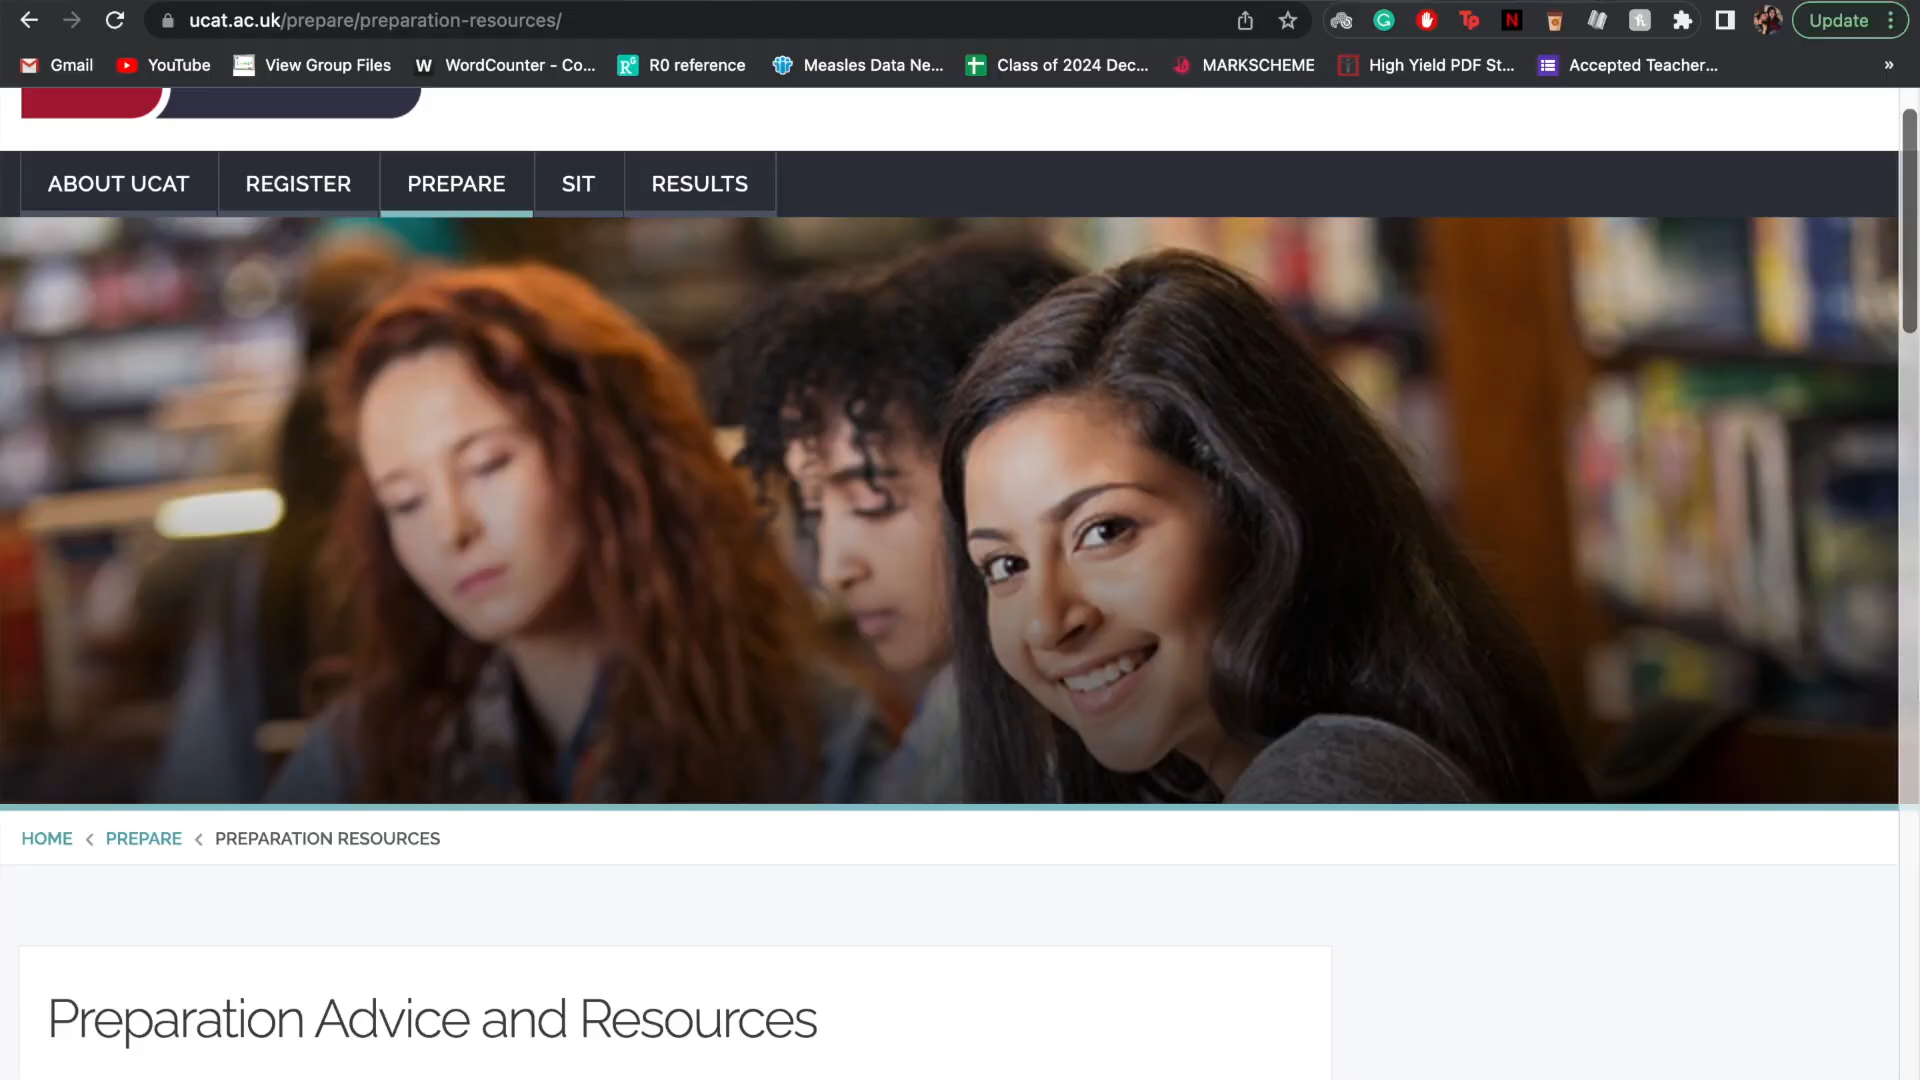 ucat.ac.uk/prepare/preparation-resources/
Update
Gmail
YouTube
View Group Files
WordCounter - Co...
R0 reference
Measles Data Ne...
Class of 2024 Dec...
MARKSCHEME
High Yield PDF St...
Accepted Teacher...
»
ABOUT UCAT
REGISTER
PREPARE
SIT
RESULTS
HOME < PREPARE < PREPARATION RESOURCES
Preparation Advice and Resources